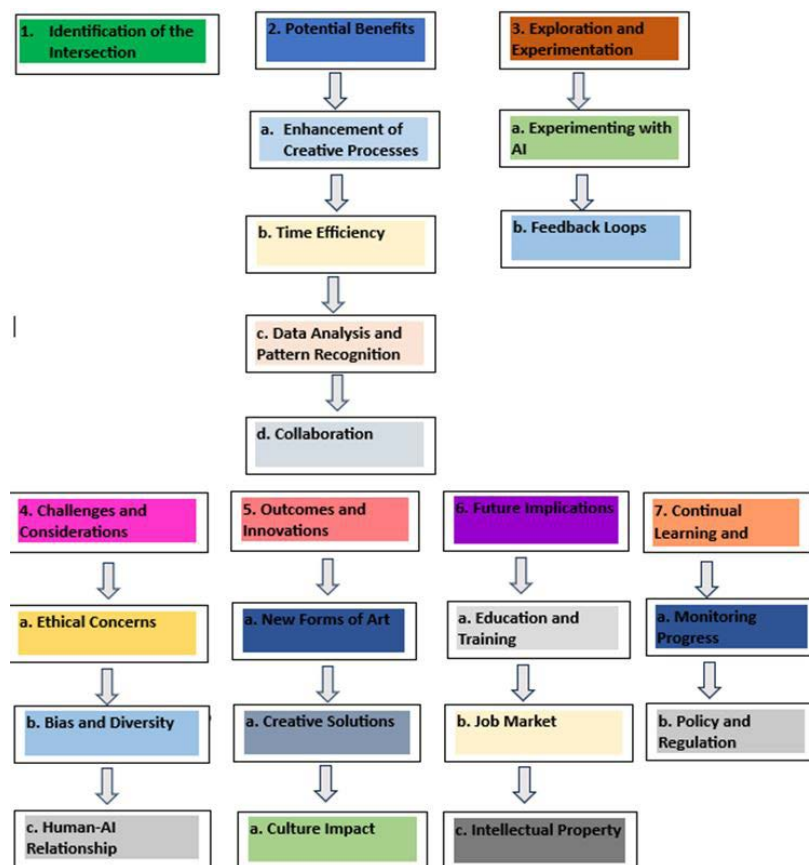 1. Identification of the
Intersection
2. Potential Benefits
a. Enhancement of
Creative Processes
b. Time Efficiency
c. Data Analysis and
Pattern Recognition
d. Collaboration
3. Exploration and
Experimentation
a. Experimenting with
AI
b. Feedback Loops
4. Challenges and
Considerations
a. Ethical Concerns
b. Bias and Diversity
c. Human-AI
Relationship
5. Outcomes and
Innovations
a. New Forms of Art
a. Creative Solutions
a. Culture Impact
6. Future Implications
a. Education and
Training
b. Job Market
c. Intellectual Property
7. Continual
Learning and
a. Monitoring
Progress
b. Policy and
Regulation